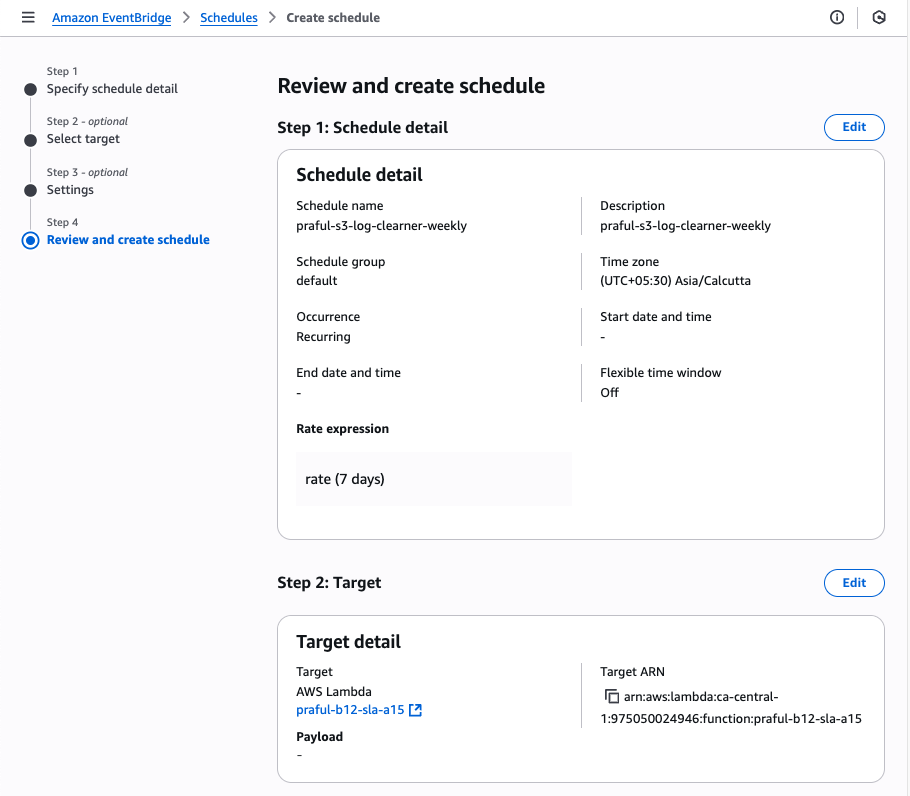 Amazon EventBridge > Schedules > Create schedule
Step 1
Specify schedule detail
Step 2 - optional
Select target
Step 3 - optional
Settings
Step 4
Review and create schedule
Review and create schedule
Step 1: Schedule detail
Edit
Schedule detail
Schedule name
praful-s3-log-clearner-weekly
Description
praful-s3-log-clearner-weekly
Schedule group
default
Time zone
(UTC+05:30) Asia/Calcutta
Occurrence
Recurring
Start date and time
-
End date and time
-
Flexible time window
Off
Rate expression
rate (7 days)
Step 2: Target
Edit
Target detail
Target
AWS Lambda
praful-b12-sla-a15
Payload
-
Target ARN
arn:aws:lambda:ca-central-
1:975050024946:function:praful-b12-sla-a15